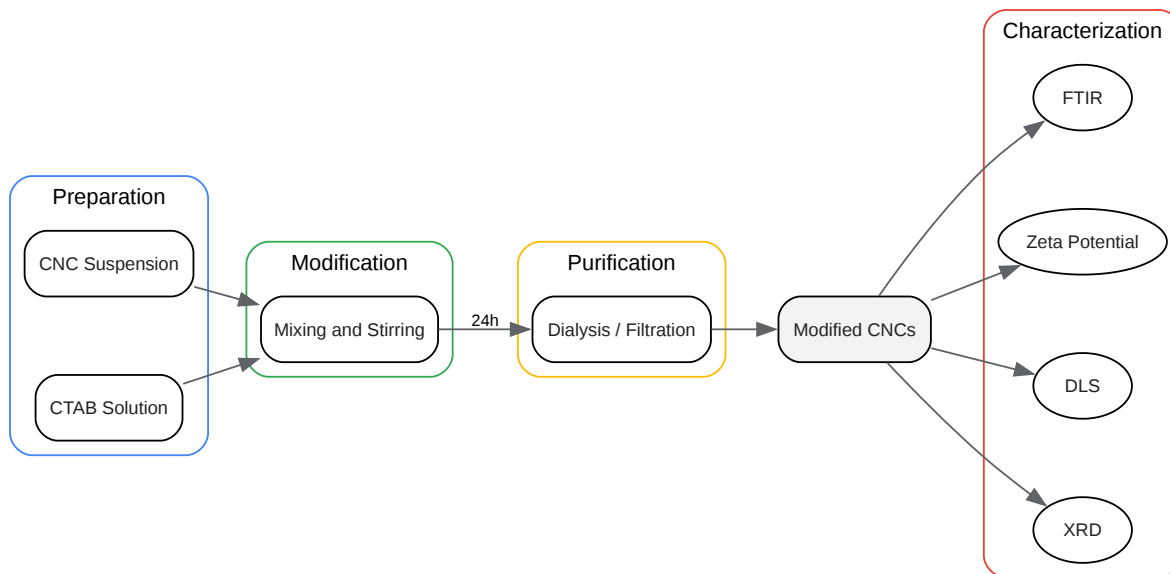 Preparation
CNC Suspension
CTAB Solution
Modification
Mixing and Stirring
24h
Purification
Dialysis / Filtration
Modified CNCs
Characterization
FTIR
Zeta Potential
DLS
XRD